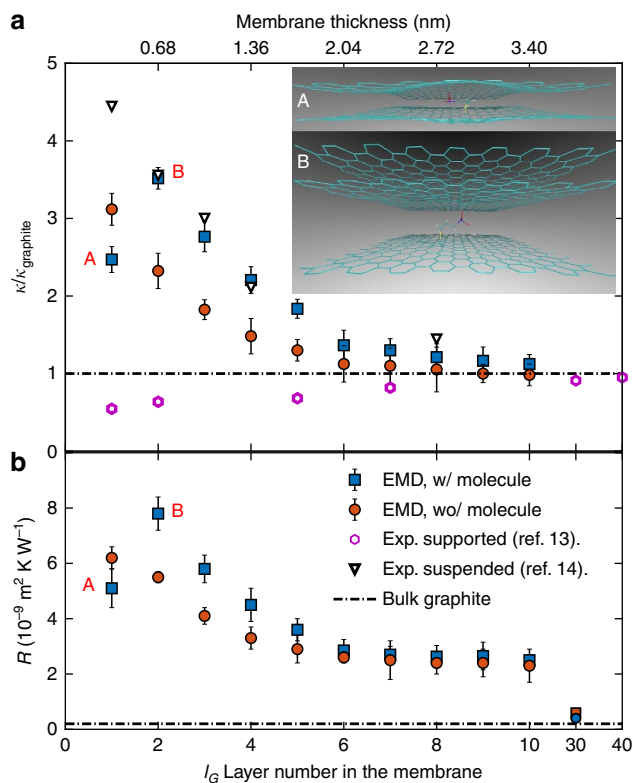 a
Membrane thickness (nm)
0.68 1.36 2.04 2.72 3.40
5
4
3
2
1
0
κ/κgraphite
A
B
A
B
b
8
6
4
2
0
R (10⁻⁹ m² K W⁻¹)
A
B
EMD, w/ molecule
EMD, wo/ molecule
Exp. supported (ref. 13).
Exp. suspended (ref. 14).
Bulk graphite
0 2 4 6 8 10 30 40
lG Layer number in the membrane